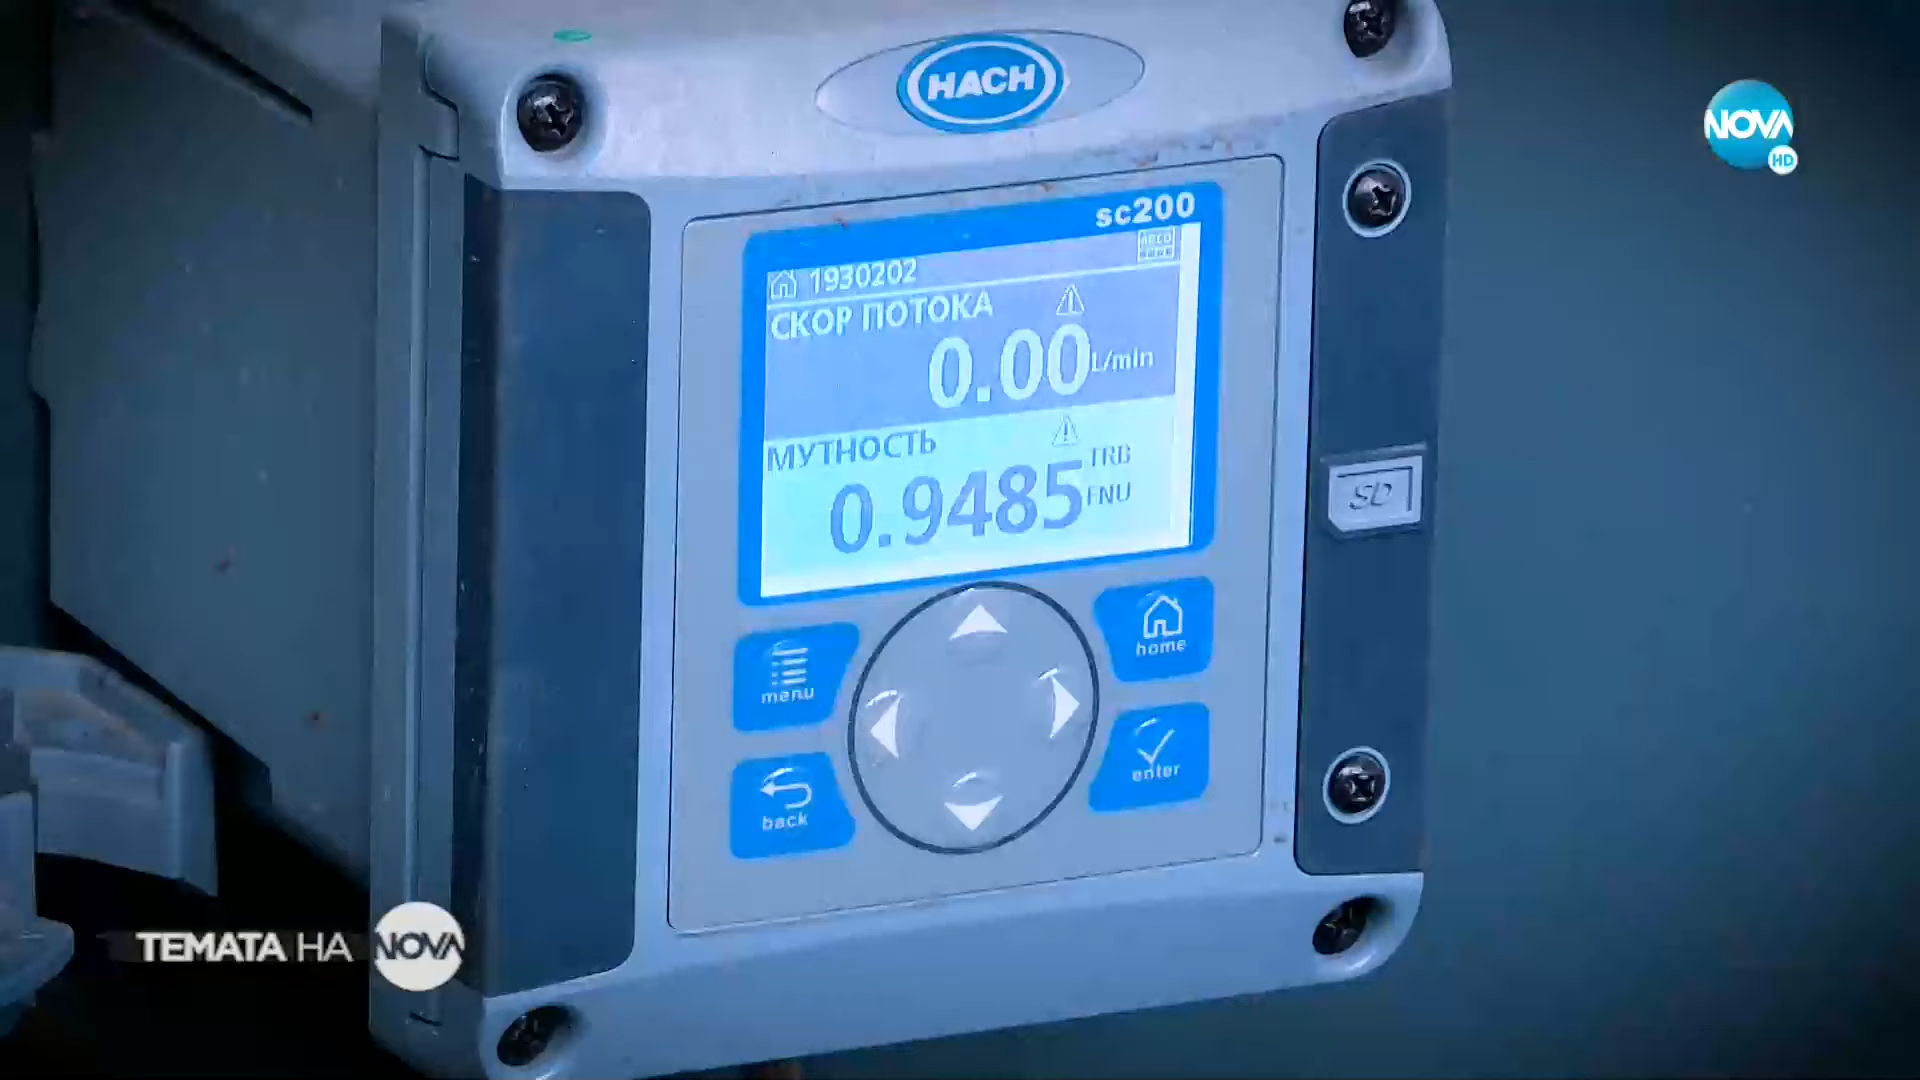 HACH
NOVA
HD
sc200
1930202
СКОР ПОТОКА
0.00 L/min
МУТНОСТЬ
TRB
0.9485 FNU
SD
menu
home
back
enter
ТЕМАТА НА NOVA